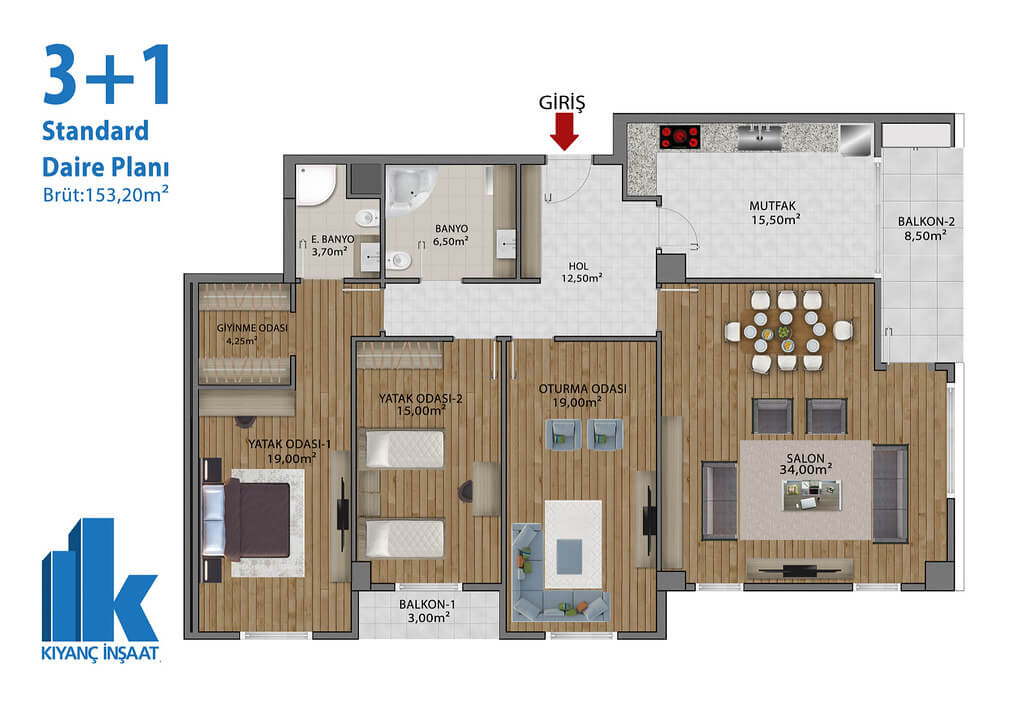 3+1
Standard
Daire Planı
Brüt:153,20m²
GİRİŞ
MUTFAK
15,50m²
BALKON-2
8,50m²
E. BANYO
3,70m²
BANYO
6,50m²
HOL
12,50m²
GİYİNME ODASI
4,25m²
YATAK ODASI-2
15,00m²
OTURMA ODASI
19,00m²
YATAK ODASI-1
19,00m²
SALON
34,00m²
BALKON-1
3,00m²
k
KIYANÇ İNŞAAT